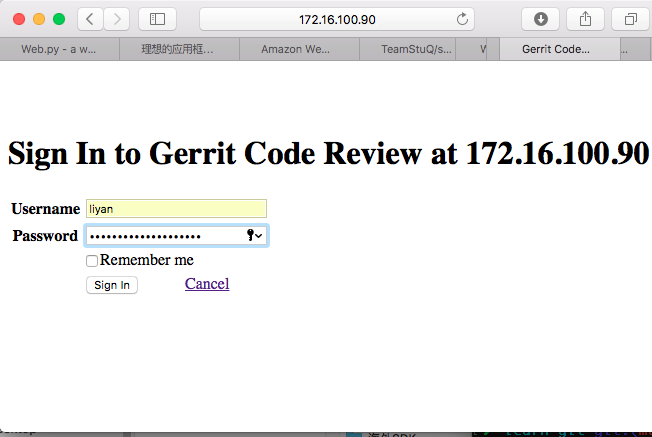 172.16.100.90
Web.py - a w...
理想的应用框...
Amazon We...
TeamStuQ/s...
Gerrit Code...
Sign In to Gerrit Code Review at 172.16.100.90
Username liyan
Password ••••••••••••••••••••
Remember me
Sign In Cancel